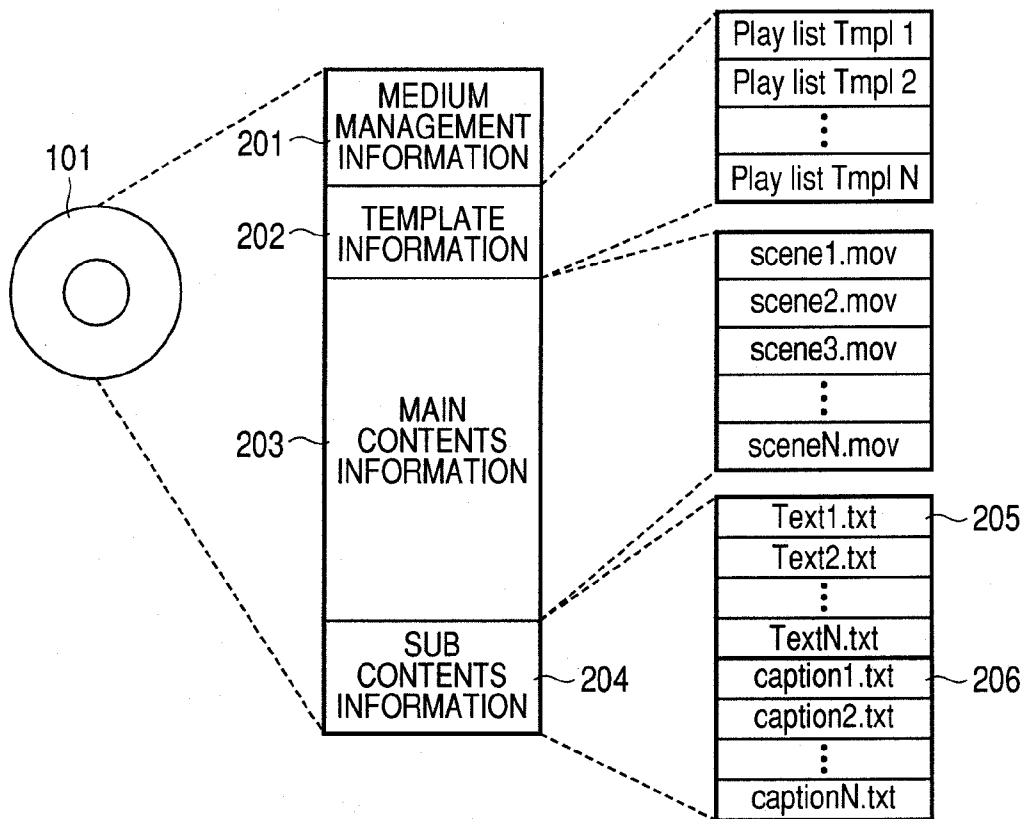 101
201
MEDIUM
MANAGEMENT
INFORMATION
202
TEMPLATE
INFORMATION
203
MAIN
CONTENTS
INFORMATION
SUB
CONTENTS
INFORMATION
204
Play list Tmpl 1
Play list Tmpl 2
Play list Tmpl N
scene1.mov
scene2.mov
scene3.mov
sceneN.mov
Text1.txt
205
Text2.txt
TextN.txt
caption1.txt
206
caption2.txt
captionN.txt